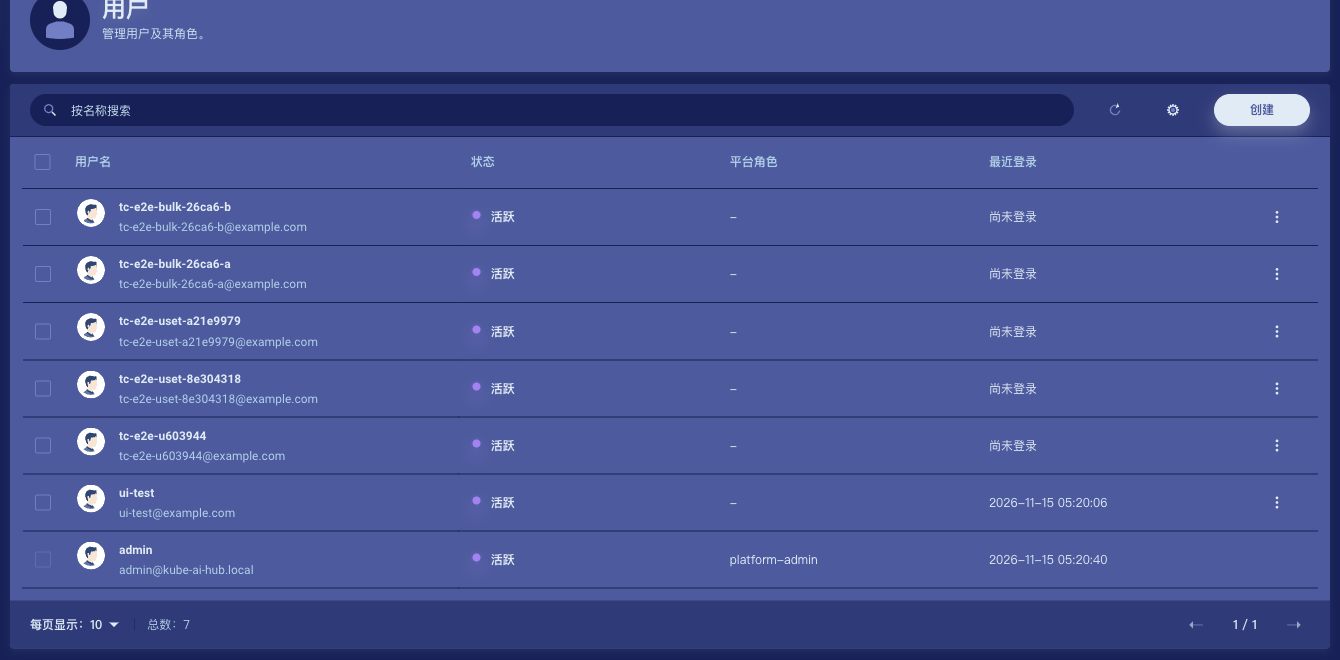 用户
管理用户及其角色。
按名称搜索
创建
用户名 状态 平台角色 最近登录
tc-e2e-bulk-26ca6-b
tc-e2e-bulk-26ca6-b@example.com
活跃 – 尚未登录
tc-e2e-bulk-26ca6-a
tc-e2e-bulk-26ca6-a@example.com
活跃 – 尚未登录
tc-e2e-uset-a21e9979
tc-e2e-uset-a21e9979@example.com
活跃 – 尚未登录
tc-e2e-uset-8e304318
tc-e2e-uset-8e304318@example.com
活跃 – 尚未登录
tc-e2e-u603944
tc-e2e-u603944@example.com
活跃 – 尚未登录
ui-test
ui-test@example.com
活跃 – 2026-11-15 05:20:06
admin
admin@kube-ai-hub.local
活跃 platform-admin 2026-11-15 05:20:40
每页显示：10 总数：7 1 / 1